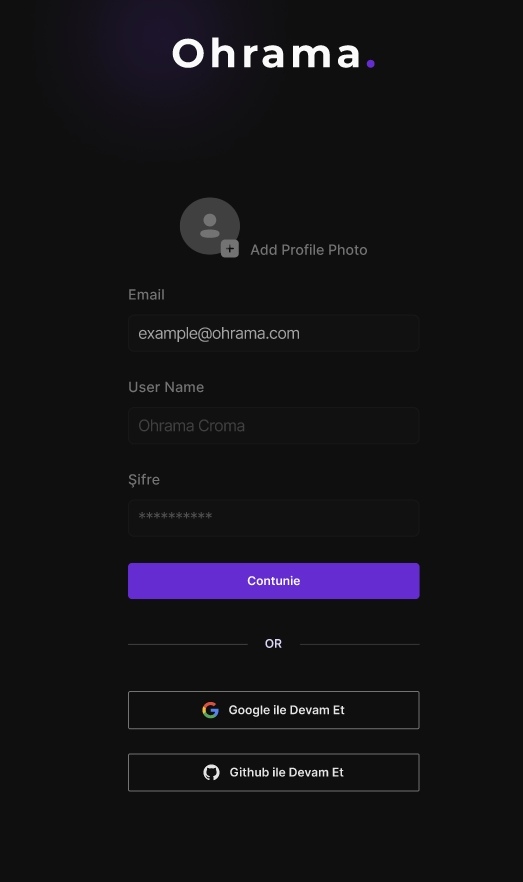 Ohrama.
Add Profile Photo
Email
example@ohrama.com
User Name
Ohrama Croma
Şifre
**********
Contunie
OR
Google ile Devam Et
Github ile Devam Et